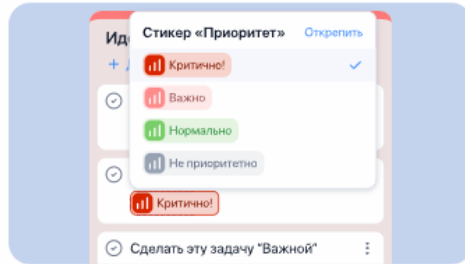 Стикер «Приоритет» Открепить
Критично!
Важно
Нормально
Не приоритетно
Критично!
Сделать эту задачу "Важной"